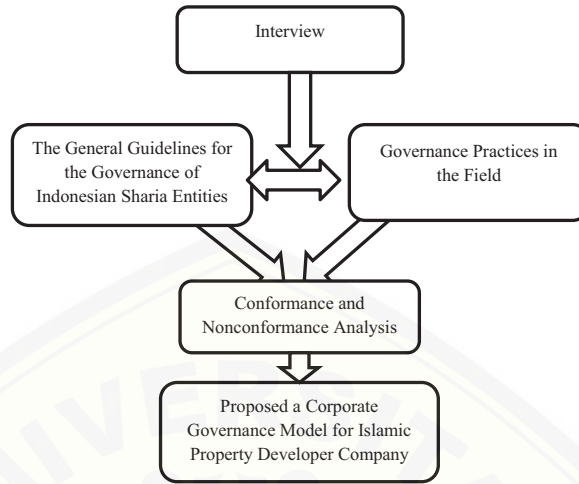 Interview
The General Guidelines for
the Governance of
Indonesian Sharia Entities
Governance Practices in
the Field
Conformance and
Nonconformance Analysis
Proposed a Corporate
Governance Model for Islamic
Property Developer Company